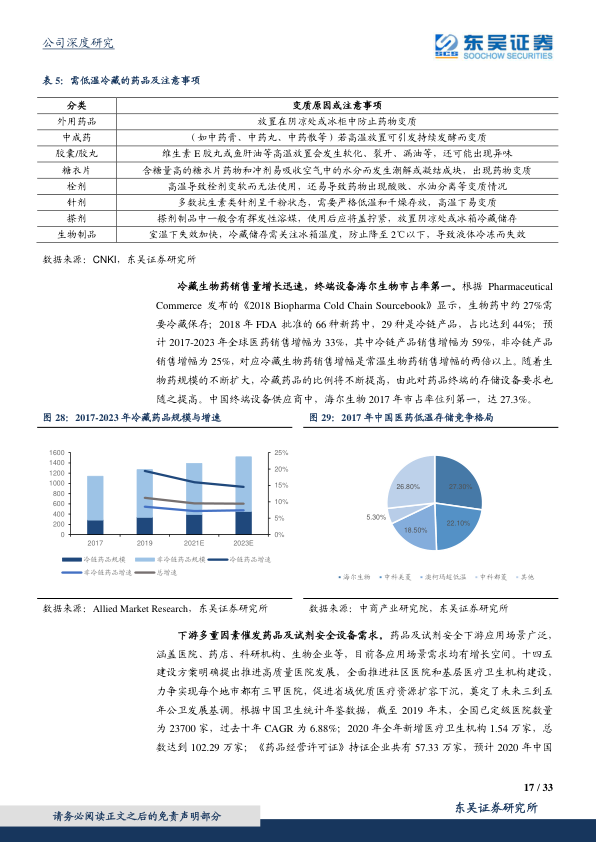 公司深度研究
东吴证券
SCS
SOOCHOW SECURITIES
表 5：需低温冷藏的药品及注意事项
分类 变质原因或注意事项
外用药品 放置在阴凉处或冰柜中防止药物变质
中成药 （如中药膏、中药丸、中药散等）若高温放置可引发持续发酵而变质
胶囊/胶丸 维生素 E 胶丸或鱼肝油等高温放置会发生软化、裂开、漏油等，还可能出现异味
糖衣片 含糖量高的糖衣片药物和冲剂易吸收空气中的水分而发生潮解或凝结成块，出现药物变质
栓剂 高温导致栓剂变软而无法使用，还易导致药物出现酸败、水油分离等变质情况
针剂 多数抗生素类针剂呈干粉状态，需要严格低温和干燥存放，高温下易变质
搽剂 搽剂制品中一般含有挥发性溶媒，使用后应将盖拧紧，放置阴凉处或冰箱冷藏储存
生物制品 室温下失效加快，冷藏储存需关注冰箱温度，防止降至 2℃以下，导致液体冷冻而失效
数据来源：CNKI，东吴证券研究所
冷藏生物药销售量增长迅速，终端设备海尔生物市占率第一。根据 Pharmaceutical
Commerce 发布的《2018 Biopharma Cold Chain Sourcebook》显示，生物药中约 27%需
要冷藏保存；2018 年 FDA 批准的 66 种新药中，29 种是冷链产品，占比达到 44%；预
计 2017-2023 年全球医药销售增幅为 33%，其中冷链产品销售增幅为 59%，非冷链产品
销售增幅为 25%，对应冷藏生物药销售增幅是常温生物药销售增幅的两倍以上。随着生
物药规模的不断扩大，冷藏药品的比例将不断提高，由此对药品终端的存储设备要求也
随之提高。中国终端设备供应商中，海尔生物 2017 年市占率位列第一，达 27.3%。
图 28：2017-2023 年冷藏药品规模与增速
图 29：2017 年中国医药低温存储竞争格局
1600
1400
1200
1000
800
600
400
200
0
25%
20%
15%
10%
5%
0%
2017 2019 2021E 2023E
冷链药品规模 非冷链药品规模 冷链药品增速
非冷链药品增速 总增速
27.30%
22.10%
18.50%
5.30%
26.80%
海尔生物 中科美菱 澳柯玛超低温 中科都菱 其他
数据来源：Allied Market Research，东吴证券研究所
数据来源：中商产业研究院，东吴证券研究所
下游多重因素催发药品及试剂安全设备需求。药品及试剂安全下游应用场景广泛，
涵盖医院、药店、科研机构、生物企业等，目前各应用场景需求均有增长空间。十四五
建设方案明确提出推进高质量医院发展，全面推进社区医院和基层医疗卫生机构建设，
力争实现每个地市都有三甲医院，促进省域优质医疗资源扩容下沉，奠定了未来三到五
年公卫发展基调。根据中国卫生统计年鉴数据，截至 2019 年末，全国已定级医院数量
为 23700 家，过去十年 CAGR 为 6.88%；2020 年全年新增医疗卫生机构 1.54 万家，总
数达到 102.29 万家；《药品经营许可证》持证企业共有 57.33 万家，预计 2020 年中国
17 / 33
东吴证券研究所
请务必阅读正文之后的免责声明部分